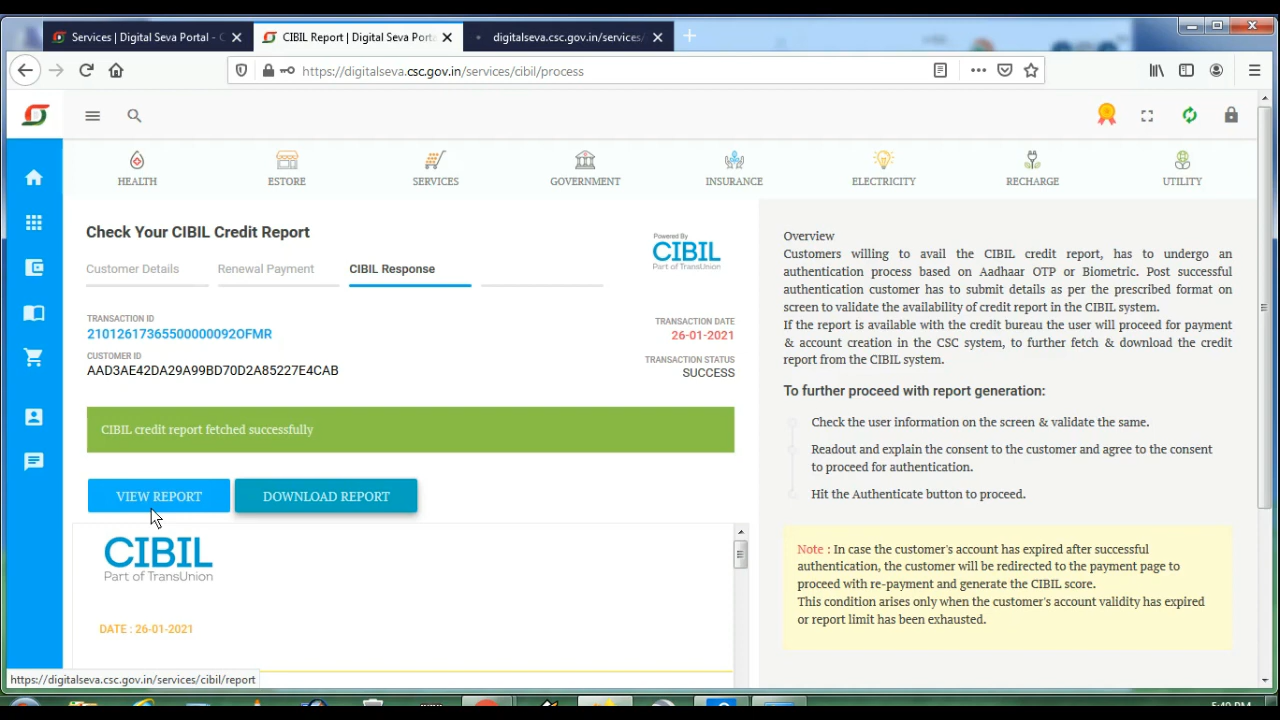 Services | Digital Seva Portal - C
CIBIL Report | Digital Seva Porta
digitalseva.csc.gov.in/services/
https://digitalseva.csc.gov.in/services/cibil/process
HEALTH
ESTORE
SERVICES
GOVERNMENT
INSURANCE
ELECTRICITY
RECHARGE
UTILITY
Check Your CIBIL Credit Report
Powered By
CIBIL
Part of TransUnion
Customer Details
Renewal Payment
CIBIL Response
TRANSACTION ID
21012617365500000092OFMR
TRANSACTION DATE
26-01-2021
CUSTOMER ID
AAD3AE42DA29A99BD70D2A85227E4CAB
TRANSACTION STATUS
SUCCESS
CIBIL credit report fetched successfully
VIEW REPORT
DOWNLOAD REPORT
CIBIL
Part of TransUnion
DATE : 26-01-2021
Overview
Customers willing to avail the CIBIL credit report, has to undergo an
authentication process based on Aadhaar OTP or Biometric. Post successful
authentication customer has to submit details as per the prescribed format on
screen to validate the availability of credit report in the CIBIL system.
If the report is available with the credit bureau the user will proceed for payment
& account creation in the CSC system, to further fetch & download the credit
report from the CIBIL system.
To further proceed with report generation:
Check the user information on the screen & validate the same.
Readout and explain the consent to the customer and agree to the consent
to proceed for authentication.
Hit the Authenticate button to proceed.
Note : In case the customer's account has expired after successful
authentication, the customer will be redirected to the payment page to
proceed with re-payment and generate the CIBIL score.
This condition arises only when the customer's account validity has expired
or report limit has been exhausted.
https://digitalseva.csc.gov.in/services/cibil/report